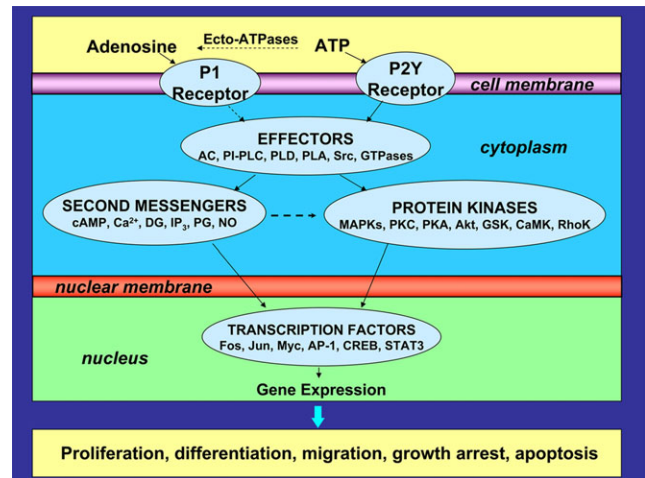 Ecto-ATPases
Adenosine
ATP
P1
Receptor
P2Y
Receptor
cell membrane
EFFECTORS
AC, PI-PLC, PLD, PLA, Src, GTPases
cytoplasm
SECOND MESSENGERS
cAMP, Ca²⁺, DG, IP₃, PG, NO
PROTEIN KINASES
MAPKs, PKC, PKA, Akt, GSK, CaMK, RhoK
nuclear membrane
TRANSCRIPTION FACTORS
Fos, Jun, Myc, AP-1, CREB, STAT3
nucleus
Gene Expression
Proliferation, differentiation, migration, growth arrest, apoptosis